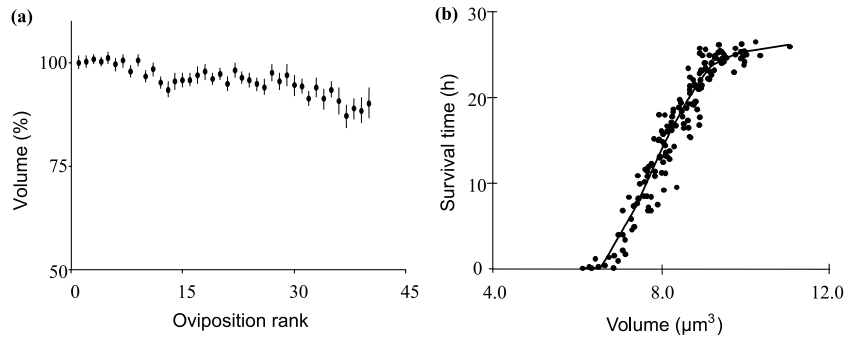 (a)
100
75
50
Volume (%)
0 15 30 45
Oviposition rank
(b)
30
20
10
0
Survival time (h)
4.0 8.0 12.0
Volume (μm³)